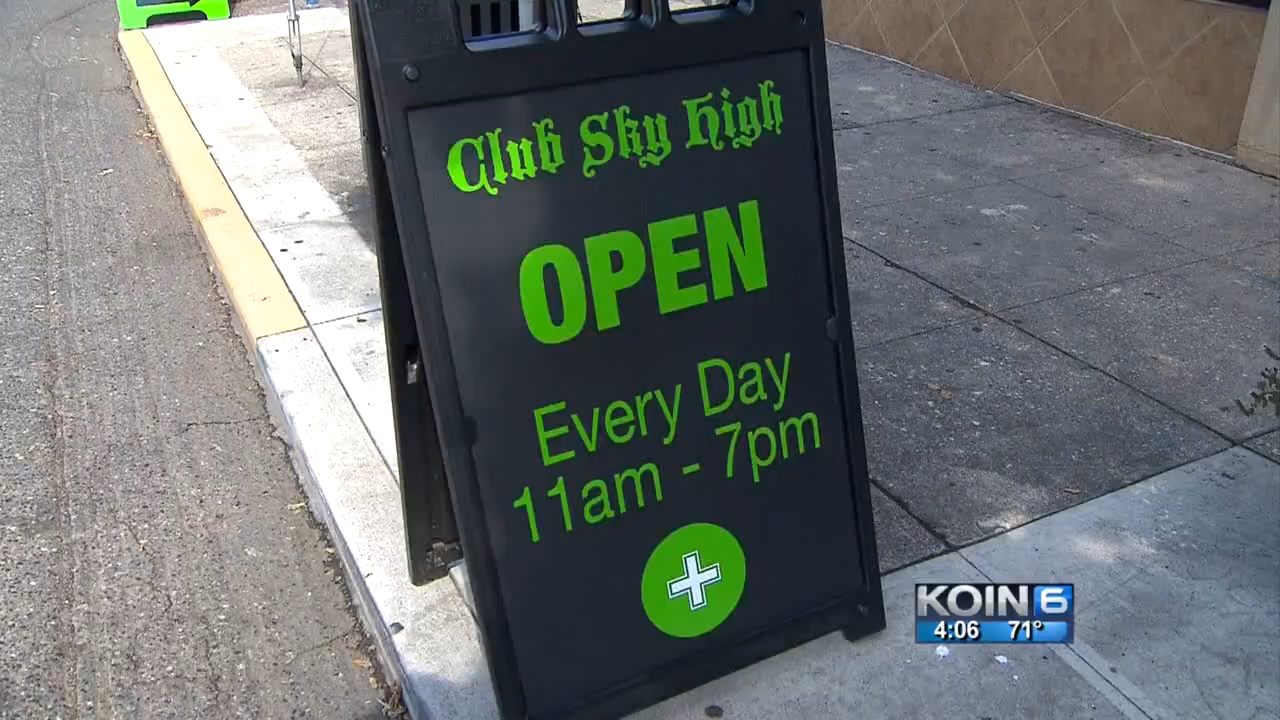 Club Sky High
OPEN
Every Day
11am - 7pm
KOIN 6
4:06 71°